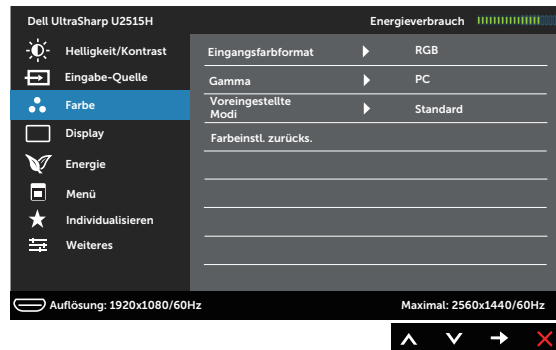 Dell UltraSharp U2515H
Energieverbrauch
Helligkeit/Kontrast
Eingabe-Quelle
Farbe
Display
Energie
Menü
Individualisieren
Weiteres
Eingangsfarbformat
RGB
Gamma
PC
Voreingestellte
Modi
Standard
Farbeinstl. zurücks.
Auflösung: 1920x1080/60Hz
Maximal: 2560x1440/60Hz